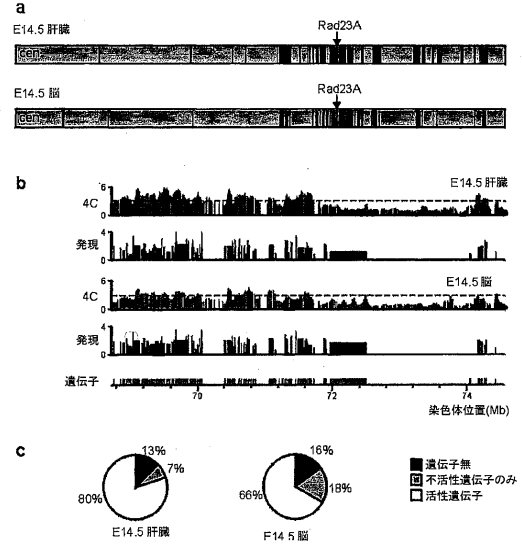 a
Rad23A
E14.5 肝臓
cen
Rad23A
E14.5 脳
cen
b
E14.5 肝臓
6
4C
0
4
発現
0
E14.5 脳
6
4C
0
4
発現
0
遺伝子
70 72 74
染色体位置(Mb)
c
13%
7%
80%
E14.5 肝臓
16%
18%
66%
E14.5 脳
遺伝子無
不活性遺伝子のみ
活性遺伝子